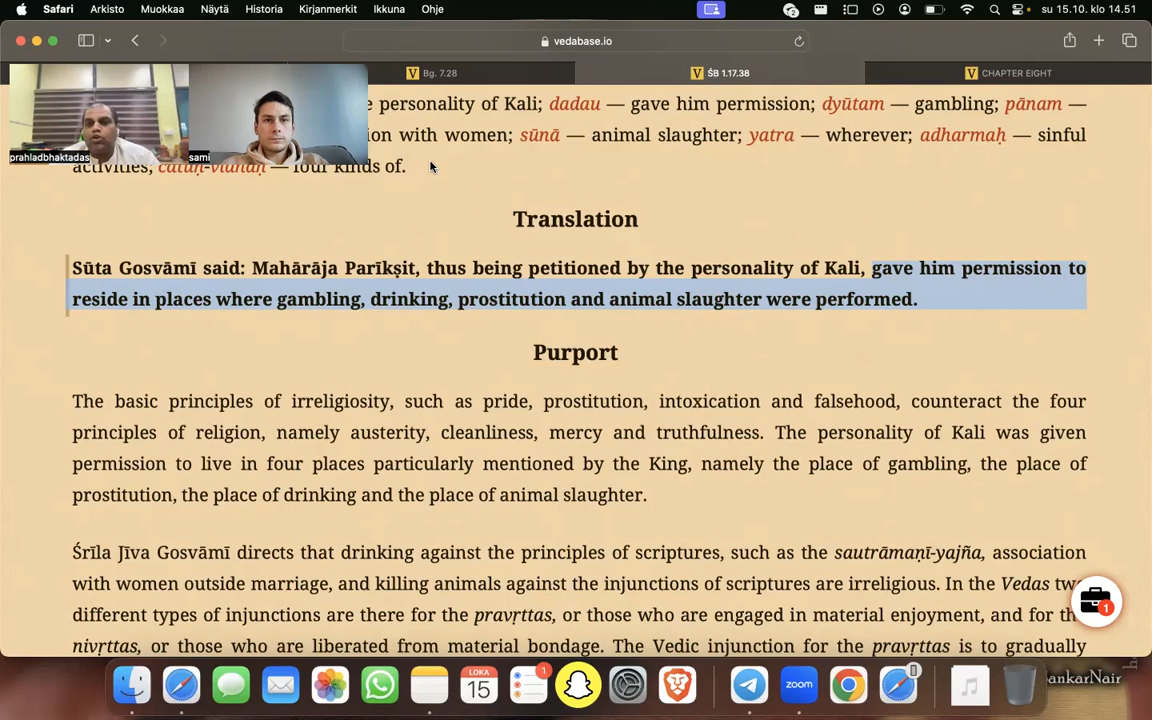 Safari Arkisto Muokkaa Näytä Historia Kirjanmerkit Ikkuna Ohje su 15.10. klo 14.51
vedabase.io
Bg. 7.28 ŚB 1.17.38 CHAPTER EIGHT
prahladbhaktadas sami
e personality of Kali; dadau — gave him permission; dyūtam — gambling; pānam —
ion with women; sūnā — animal slaughter; yatra — wherever; adharmaḥ — sinful
activities; catuḥ-vidhāḥ — four kinds of.
Translation
Sūta Gosvāmī said: Mahārāja Parīkṣit, thus being petitioned by the personality of Kali, gave him permission to
reside in places where gambling, drinking, prostitution and animal slaughter were performed.
Purport
The basic principles of irreligiosity, such as pride, prostitution, intoxication and falsehood, counteract the four
principles of religion, namely austerity, cleanliness, mercy and truthfulness. The personality of Kali was given
permission to live in four places particularly mentioned by the King, namely the place of gambling, the place of
prostitution, the place of drinking and the place of animal slaughter.
Śrīla Jīva Gosvāmī directs that drinking against the principles of scriptures, such as the sautrāmaṇī-yajña, association
with women outside marriage, and killing animals against the injunctions of scriptures are irreligious. In the Vedas two
different types of injunctions are there for the pravṛttas, or those who are engaged in material enjoyment, and for th
nivṛttas, or those who are liberated from material bondage. The Vedic injunction for the pravṛttas is to gradually
1
LOKA
15
1
zoom
ankarNair